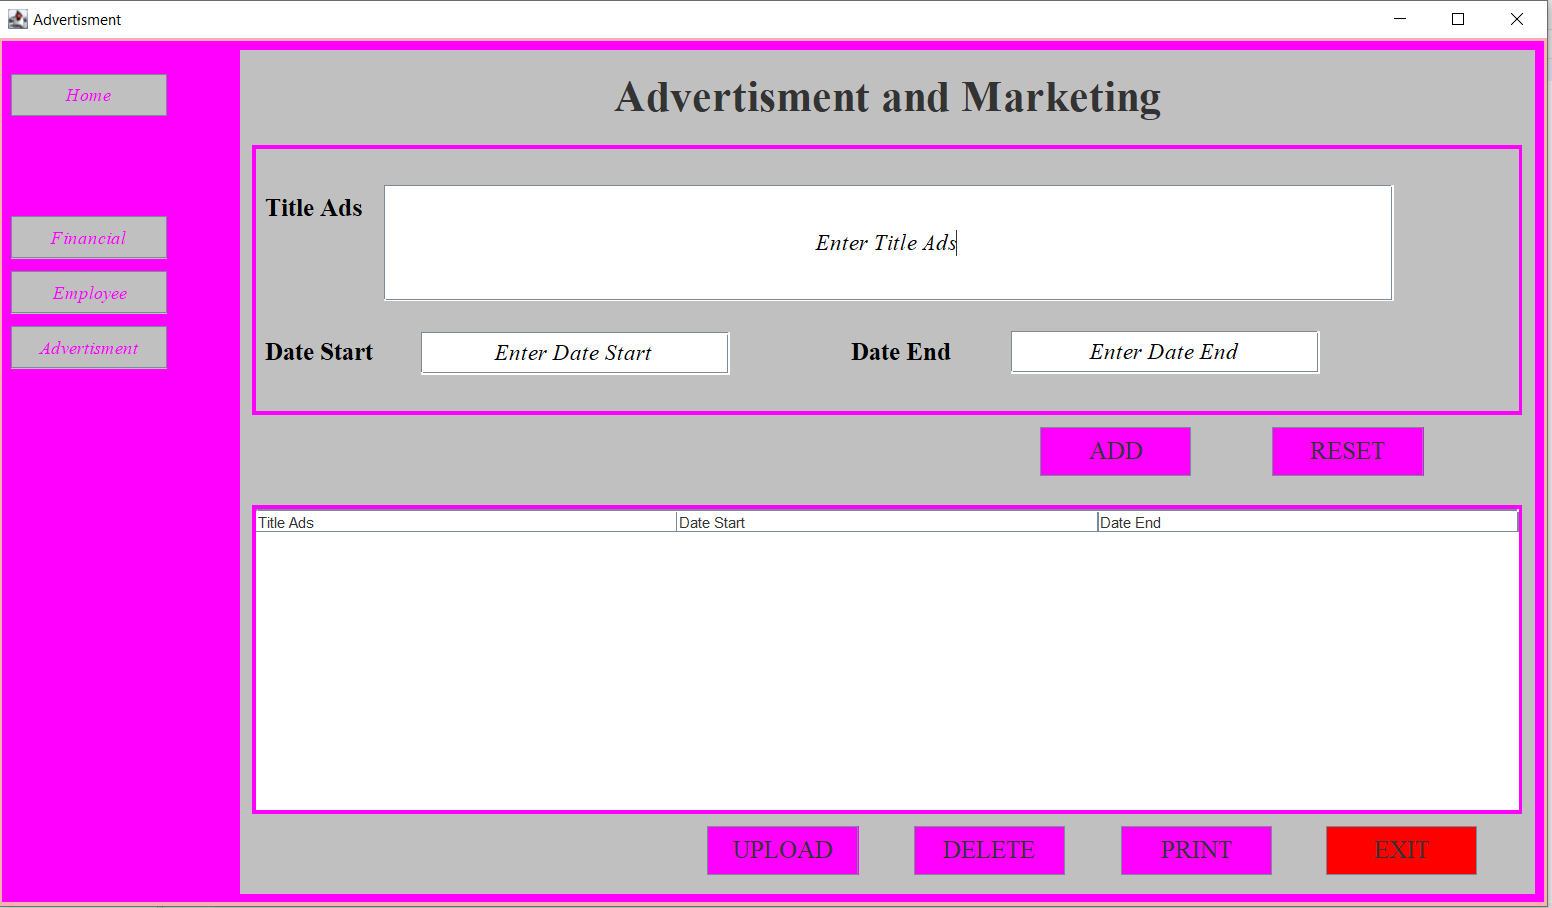 Advertisment
Home
Financial
Employee
Advertisment
Advertisment and Marketing
Title Ads
Enter Title Ads
Date Start
Enter Date Start
Date End
Enter Date End
ADD
RESET
Title Ads
Date Start
Date End
UPLOAD
DELETE
PRINT
EXIT